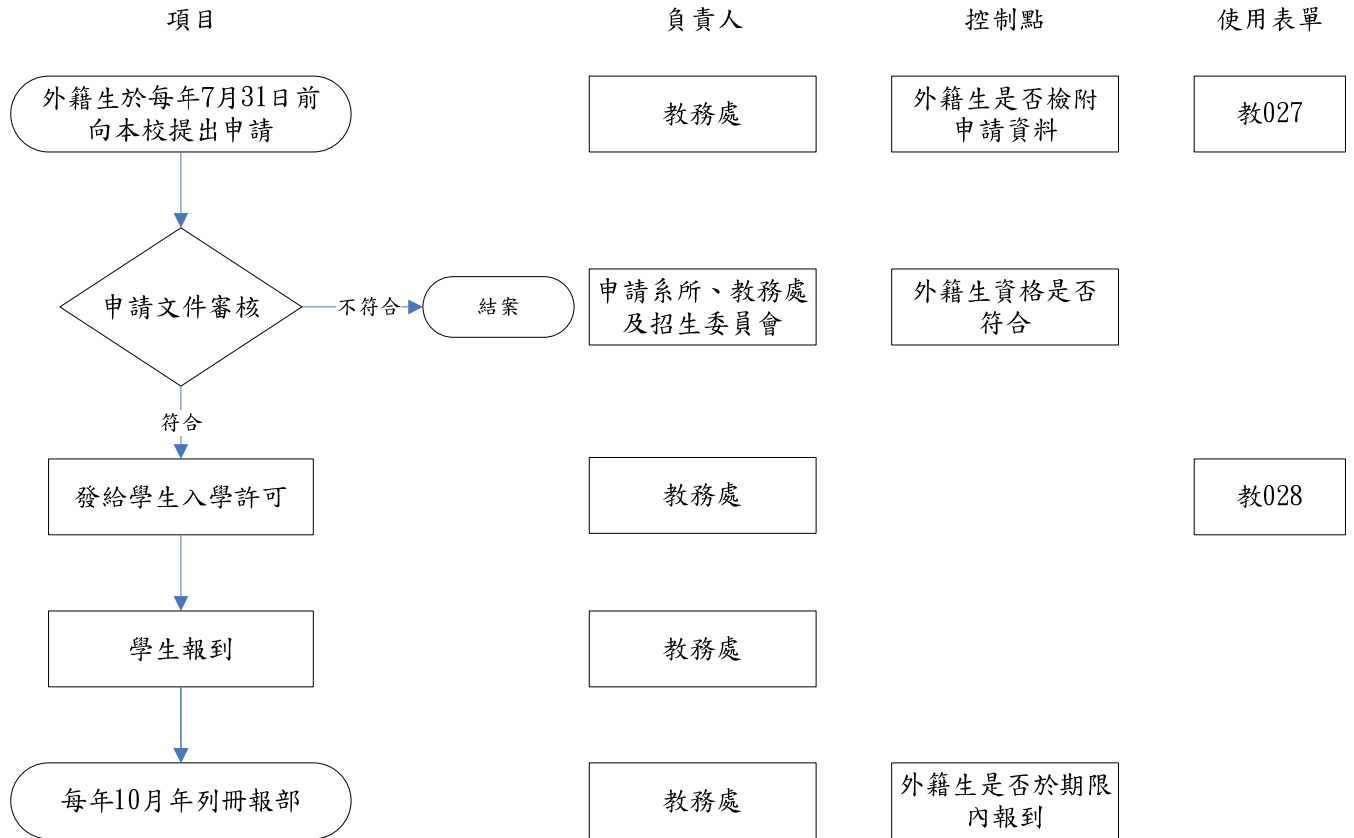 項目
負責人
控制點
使用表單
外籍生於每年7月31日前
向本校提出申請
教務處
外籍生是否檢附
申請資料
教027
申請文件審核
不符合
結案
申請系所、教務處
及招生委員會
外籍生資格是否
符合
符合
發給學生入學許可
教務處
教028
學生報到
教務處
每年10月年列冊報部
教務處
外籍生是否於期限
內報到